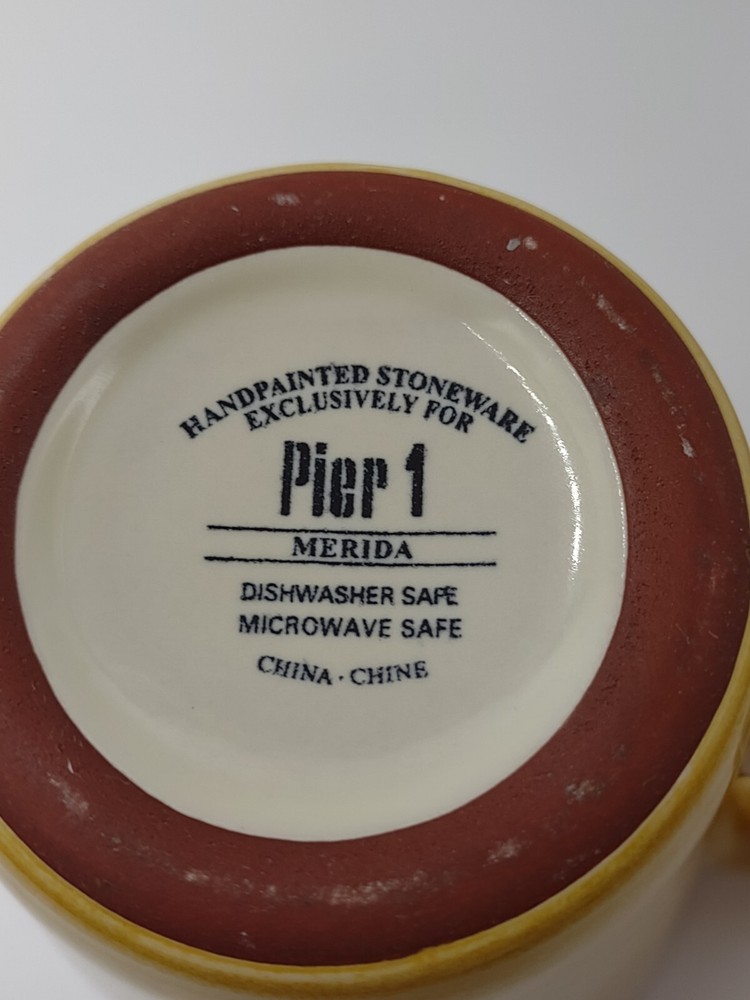 HANDPAINTED STONEWARE
EXCLUSIVELY FOR
Pier 1
MERIDA
DISHWASHER SAFE
MICROWAVE SAFE
CHINA · CHINE